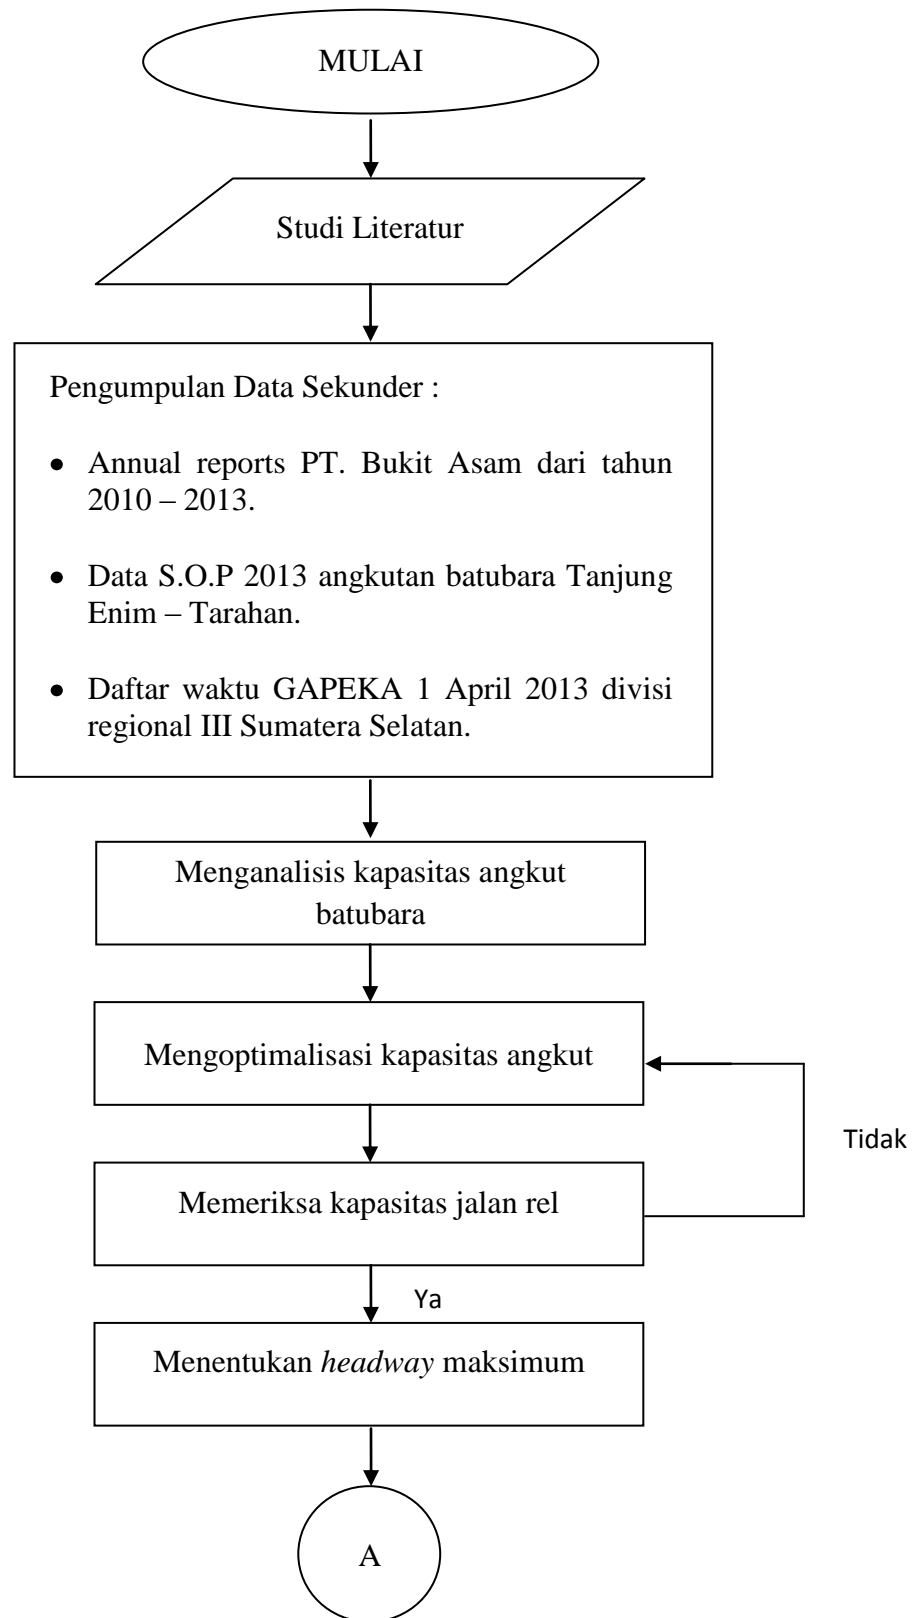 MULAI
Studi Literatur
Pengumpulan Data Sekunder :
• Annual reports PT. Bukit Asam dari tahun
2010 – 2013.
• Data S.O.P 2013 angkutan batubara Tanjung
Enim – Tarahan.
• Daftar waktu GAPEKA 1 April 2013 divisi
regional III Sumatera Selatan.
Menganalisis kapasitas angkut
batubara
Mengoptimalisasi kapasitas angkut
Tidak
Memeriksa kapasitas jalan rel
Ya
Menentukan headway maksimum
A